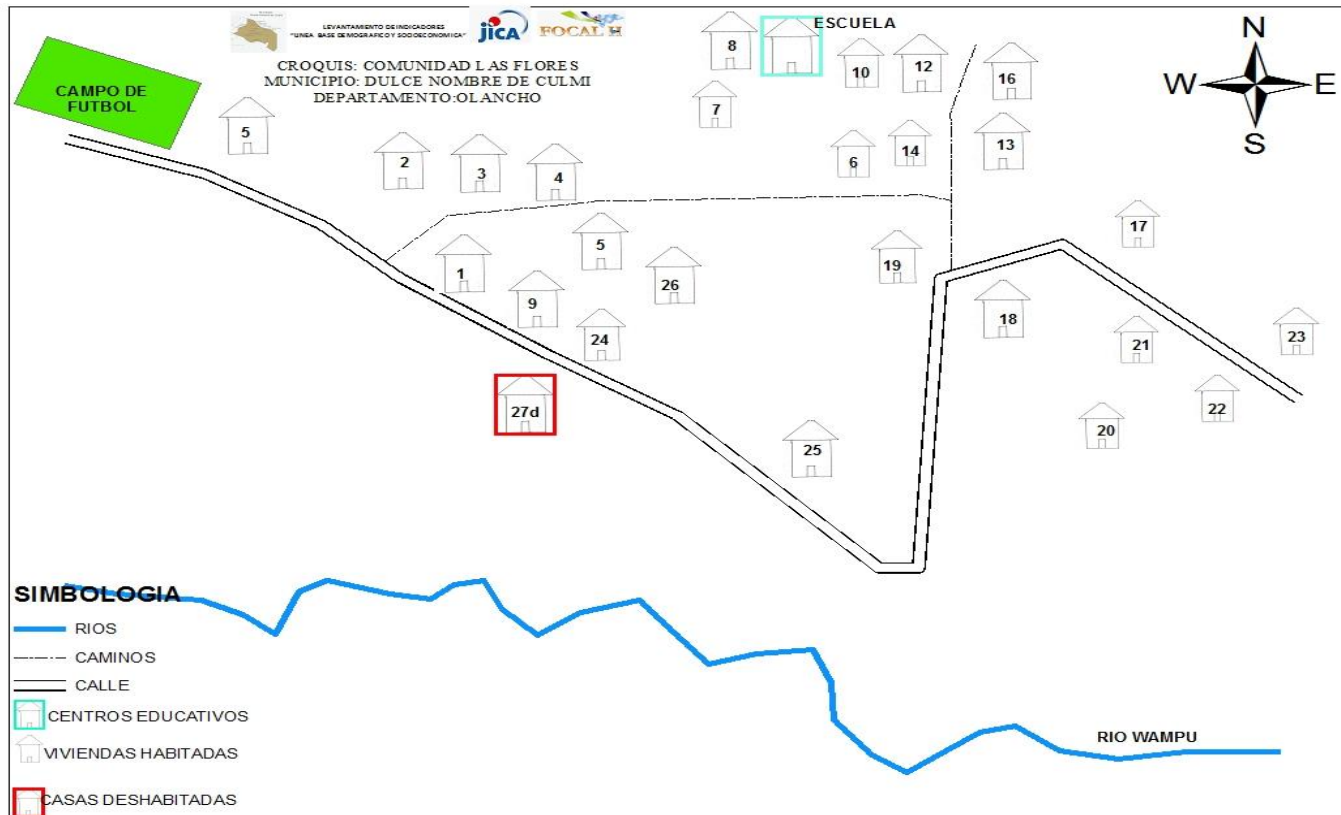 LEVANTAMIENTO DE INDICADORES
"LINEA BASE DEMOGRAFICO Y SOCIOECONOMICA"
jICA
FOCAL II
CROQUIS: COMUNIDAD LAS FLORES
MUNICIPIO: DULCE NOMBRE DE CULMI
DEPARTAMENTO:OLANCHO
ESCUELA
N
W
E
S
CAMPO DE
FUTBOL
8
10
12
16
7
5
2
3
4
6
14
13
17
5
1
26
19
9
18
24
21
23
27d
22
20
25
SIMBOLOGIA
RIOS
CAMINOS
CALLE
CENTROS EDUCATIVOS
VIVIENDAS HABITADAS
CASAS DESHABITADAS
RIO WAMPU